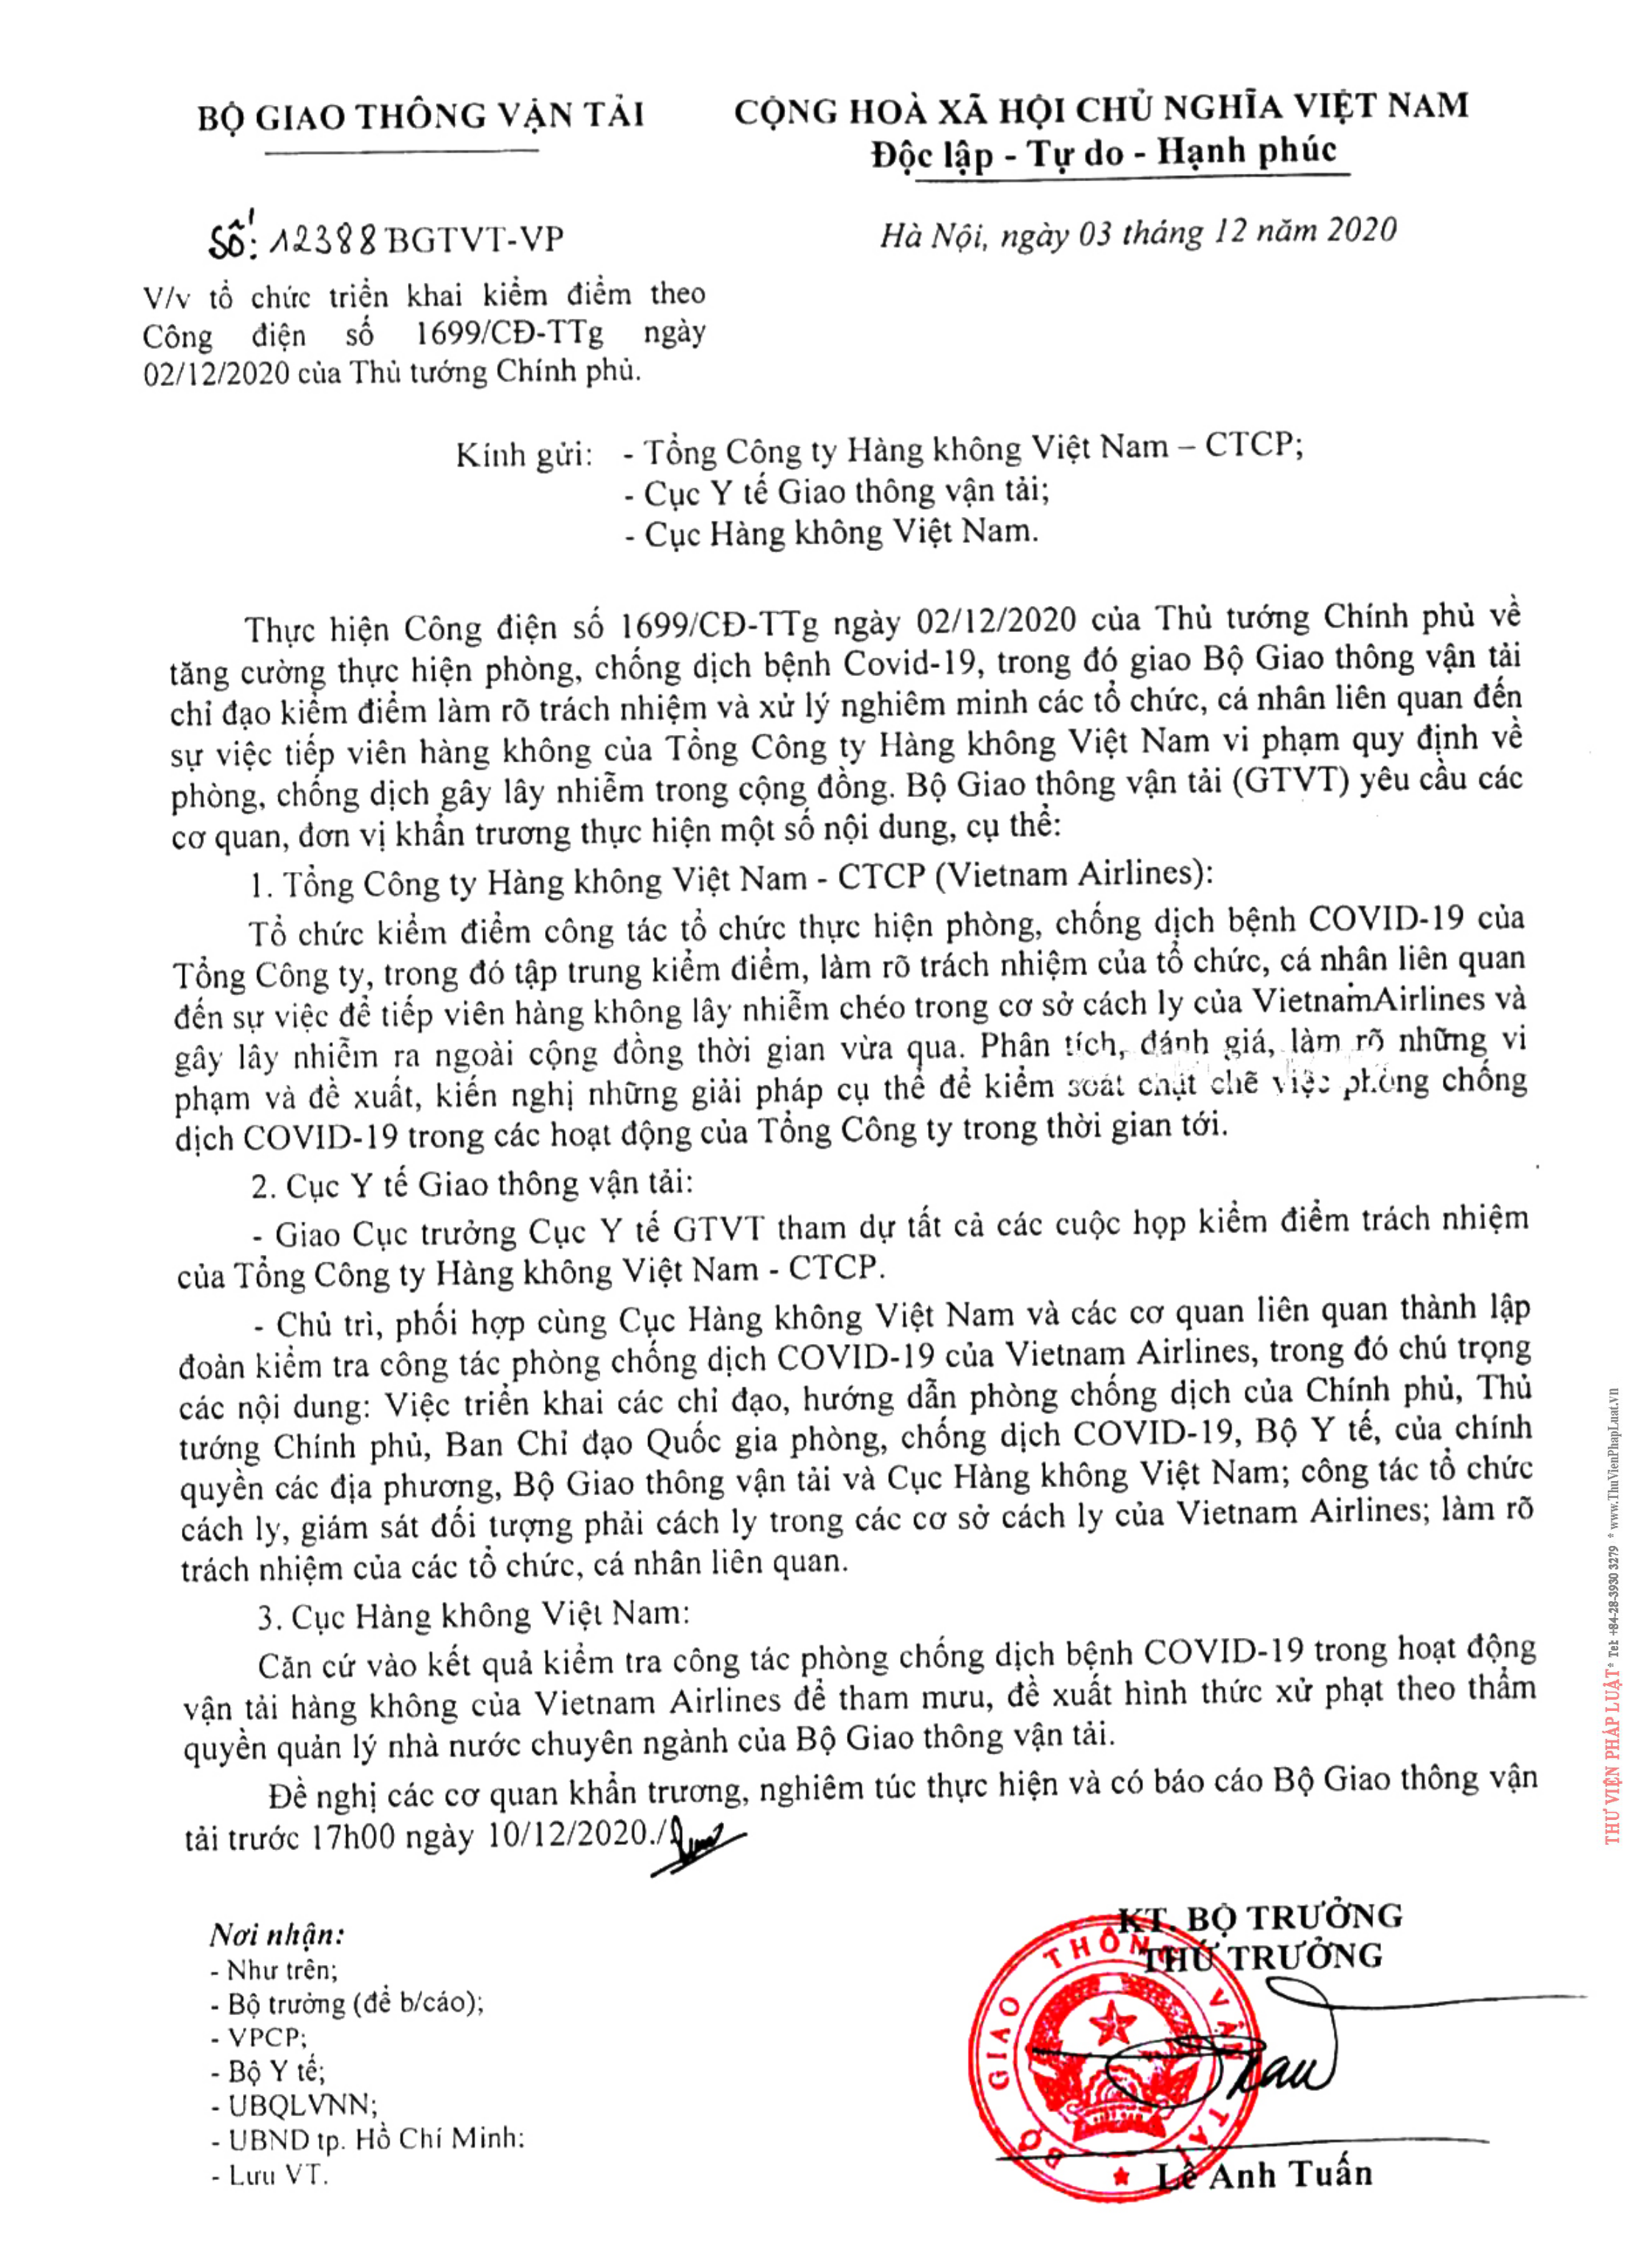 BỘ GIAO THÔNG VẬN TẢI
CỘNG HOÀ XÃ HỘI CHỦ NGHĨA VIỆT NAM
Độc lập - Tự do - Hạnh phúc
Số: 12388 BGTVT-VP
Hà Nội, ngày 03 tháng 12 năm 2020
V/v tổ chức triển khai kiểm điểm theo
Công điện số 1699/CĐ-TTg ngày
02/12/2020 của Thủ tướng Chính phủ.
Kính gửi: - Tổng Công ty Hàng không Việt Nam – CTCP;
- Cục Y tế Giao thông vận tải;
- Cục Hàng không Việt Nam.
Thực hiện Công điện số 1699/CĐ-TTg ngày 02/12/2020 của Thủ tướng Chính phủ về
tăng cường thực hiện phòng, chống dịch bệnh Covid-19, trong đó giao Bộ Giao thông vận tải
chỉ đạo kiểm điểm làm rõ trách nhiệm và xử lý nghiêm minh các tổ chức, cá nhân liên quan đến
sự việc tiếp viên hàng không của Tổng Công ty Hàng không Việt Nam vi phạm quy định về
phòng, chống dịch gây lây nhiễm trong cộng đồng. Bộ Giao thông vận tải (GTVT) yêu cầu các
cơ quan, đơn vị khẩn trương thực hiện một số nội dung, cụ thể:
1. Tổng Công ty Hàng không Việt Nam - CTCP (Vietnam Airlines):
Tổ chức kiểm điểm công tác tổ chức thực hiện phòng, chống dịch bệnh COVID-19 của
Tổng Công ty, trong đó tập trung kiểm điểm, làm rõ trách nhiệm của tổ chức, cá nhân liên quan
đến sự việc để tiếp viên hàng không lây nhiễm chéo trong cơ sở cách ly của VietnamAirlines và
gây lây nhiễm ra ngoài cộng đồng thời gian vừa qua. Phân tích, đánh giá, làm rõ những vi
phạm và đề xuất, kiến nghị những giải pháp cụ thể để kiểm soát chặt chẽ việc phòng chống
dịch COVID-19 trong các hoạt động của Tổng Công ty trong thời gian tới.
2. Cục Y tế Giao thông vận tải:
- Giao Cục trưởng Cục Y tế GTVT tham dự tất cả các cuộc họp kiểm điểm trách nhiệm
của Tổng Công ty Hàng không Việt Nam - CTCP.
- Chủ trì, phối hợp cùng Cục Hàng không Việt Nam và các cơ quan liên quan thành lập
đoàn kiểm tra công tác phòng chống dịch COVID-19 của Vietnam Airlines, trong đó chú trọng
các nội dung: Việc triển khai các chỉ đạo, hướng dẫn phòng chống dịch của Chính phủ, Thủ
tướng Chính phủ, Ban Chỉ đạo Quốc gia phòng, chống dịch COVID-19, Bộ Y tế, của chính
quyền các địa phương, Bộ Giao thông vận tải và Cục Hàng không Việt Nam; công tác tổ chức
cách ly, giám sát đối tượng phải cách ly trong các cơ sở cách ly của Vietnam Airlines; làm rõ
trách nhiệm của các tổ chức, cá nhân liên quan.
3. Cục Hàng không Việt Nam:
Căn cứ vào kết quả kiểm tra công tác phòng chống dịch bệnh COVID-19 trong hoạt động
vận tải hàng không của Vietnam Airlines để tham mưu, đề xuất hình thức xử phạt theo thẩm
quyền quản lý nhà nước chuyên ngành của Bộ Giao thông vận tải.
Đề nghị các cơ quan khẩn trương, nghiêm túc thực hiện và có báo cáo Bộ Giao thông vận
tải trước 17h00 ngày 10/12/2020./
Nơi nhận:
- Như trên;
- Bộ trưởng (để b/cáo);
- VPCP;
- Bộ Y tế;
- UBQLVNN;
- UBND tp. Hồ Chí Minh:
- Lưu VT.
KT. BỘ TRƯỞNG
THỨ TRƯỞNG
BỘ GIAO THÔNG VẬN TẢI
Lê Anh Tuấn
THƯ VIỆN PHÁP LUẬT * Tel: +84-28-3930 3279 * www.ThuVienPhapLuat.vn